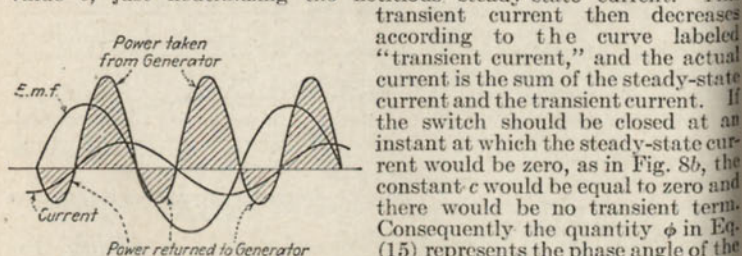 transient current then decreases
according to the curve labeled
"transient current," and the actual
current is the sum of the steady-state
current and the transient current. If
the switch should be closed at an
instant at which the steady-state cur-
rent would be zero, as in Fig. 8b, the
constant c would be equal to zero and
there would be no transient term.
Consequently the quantity φ in Eq.
(15) represents the phase angle of the
Power taken
from Generator
E.m.f.
Current
Power returned to Generator